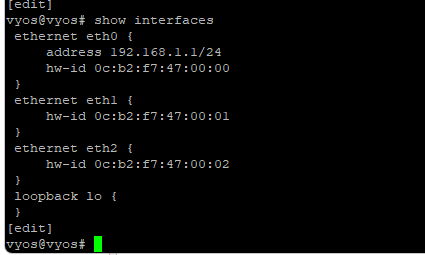 [edit]
vyos@vyos# show interfaces
 ethernet eth0 {
     address 192.168.1.1/24
     hw-id 0c:b2:f7:47:00:00
 }
 ethernet eth1 {
     hw-id 0c:b2:f7:47:00:01
 }
 ethernet eth2 {
     hw-id 0c:b2:f7:47:00:02
 }
 loopback lo {
 }
[edit]
vyos@vyos#